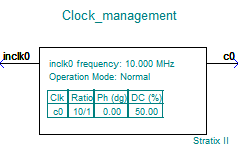 Clock_management
inclk0
c0
inclk0 frequency: 10.000 MHz
Operation Mode: Normal
Clk Ratio Ph (dg) DC (%)
c0 10/1 0.00 50.00
Stratix II